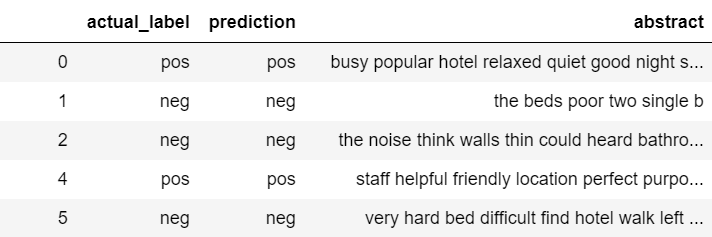 actual_label prediction abstract
0 pos pos busy popular hotel relaxed quiet good night s...
1 neg neg the beds poor two single b
2 neg neg the noise think walls thin could heard bathro...
4 pos pos staff helpful friendly location perfect purpo...
5 neg neg very hard bed difficult find hotel walk left ...